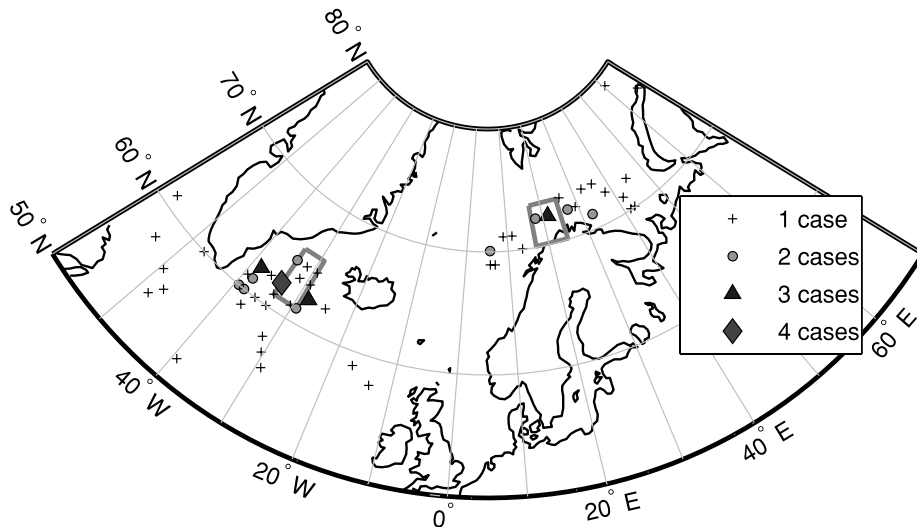 80° N
70° N
60° N
50° N
1 case
2 cases
3 cases
4 cases
60° E
40° W
40° E
20° W
20° E
0°